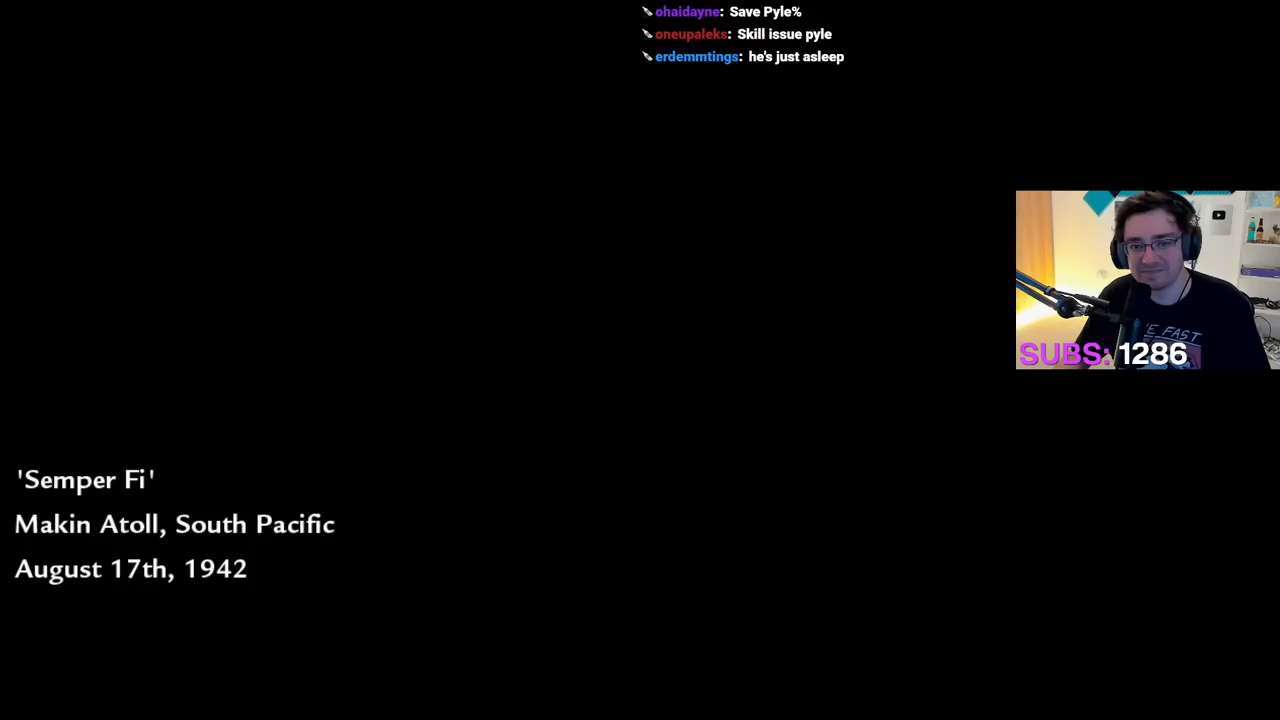 ohaidayne: Save Pyle%
oneupaleks: Skill issue pyle
erdemmtings: he's just asleep
'E FAST
SUBS: 1286
'Semper Fi'
Makin Atoll, South Pacific
August 17th, 1942